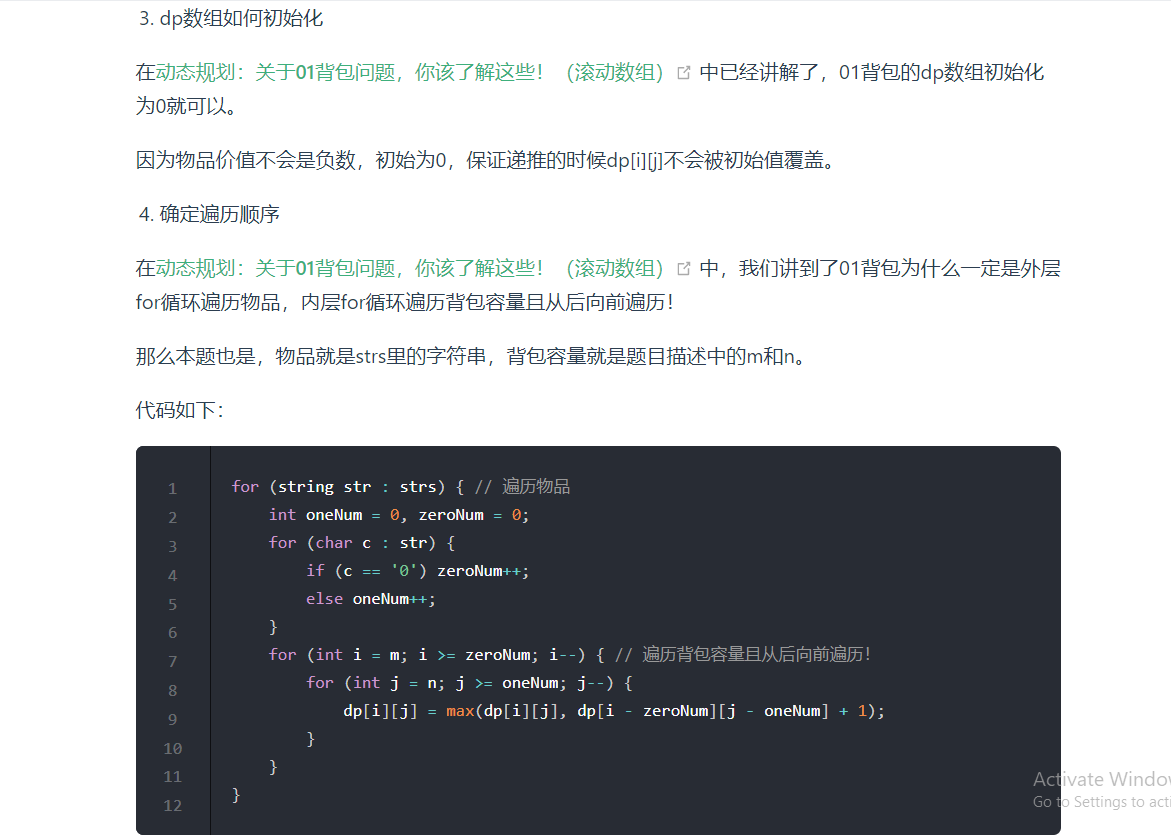 3. dp数组如何初始化
在动态规划：关于01背包问题，你该了解这些！（滚动数组） 中已经讲解了，01背包的dp数组初始化
为0就可以。
因为物品价值不会是负数，初始为0，保证递推的时候dp[i][j]不会被初始值覆盖。
4. 确定遍历顺序
在动态规划：关于01背包问题，你该了解这些！（滚动数组） 中，我们讲到了01背包为什么一定是外层
for循环遍历物品，内层for循环遍历背包容量且从后向前遍历！
那么本题也是，物品就是strs里的字符串，背包容量就是题目描述中的m和n。
代码如下：
1 for (string str : strs) { // 遍历物品
2     int oneNum = 0, zeroNum = 0;
3     for (char c : str) {
4         if (c == '0') zeroNum++;
5         else oneNum++;
6     }
7     for (int i = m; i >= zeroNum; i--) { // 遍历背包容量且从后向前遍历！
8         for (int j = n; j >= oneNum; j--) {
9             dp[i][j] = max(dp[i][j], dp[i - zeroNum][j - oneNum] + 1);
10         }
11     }
12 }
Activate Windov
Go to Settings to acti